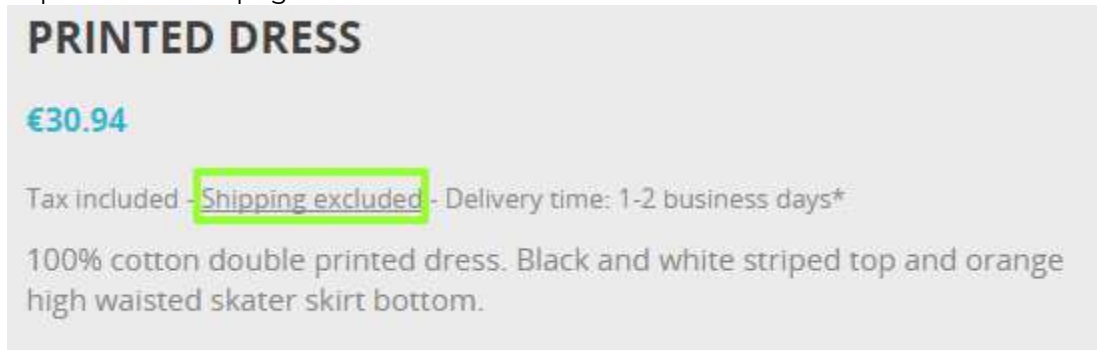 PRINTED DRESS
€30.94
Tax included - Shipping excluded - Delivery time: 1-2 business days*
100% cotton double printed dress. Black and white striped top and orange
high waisted skater skirt bottom.